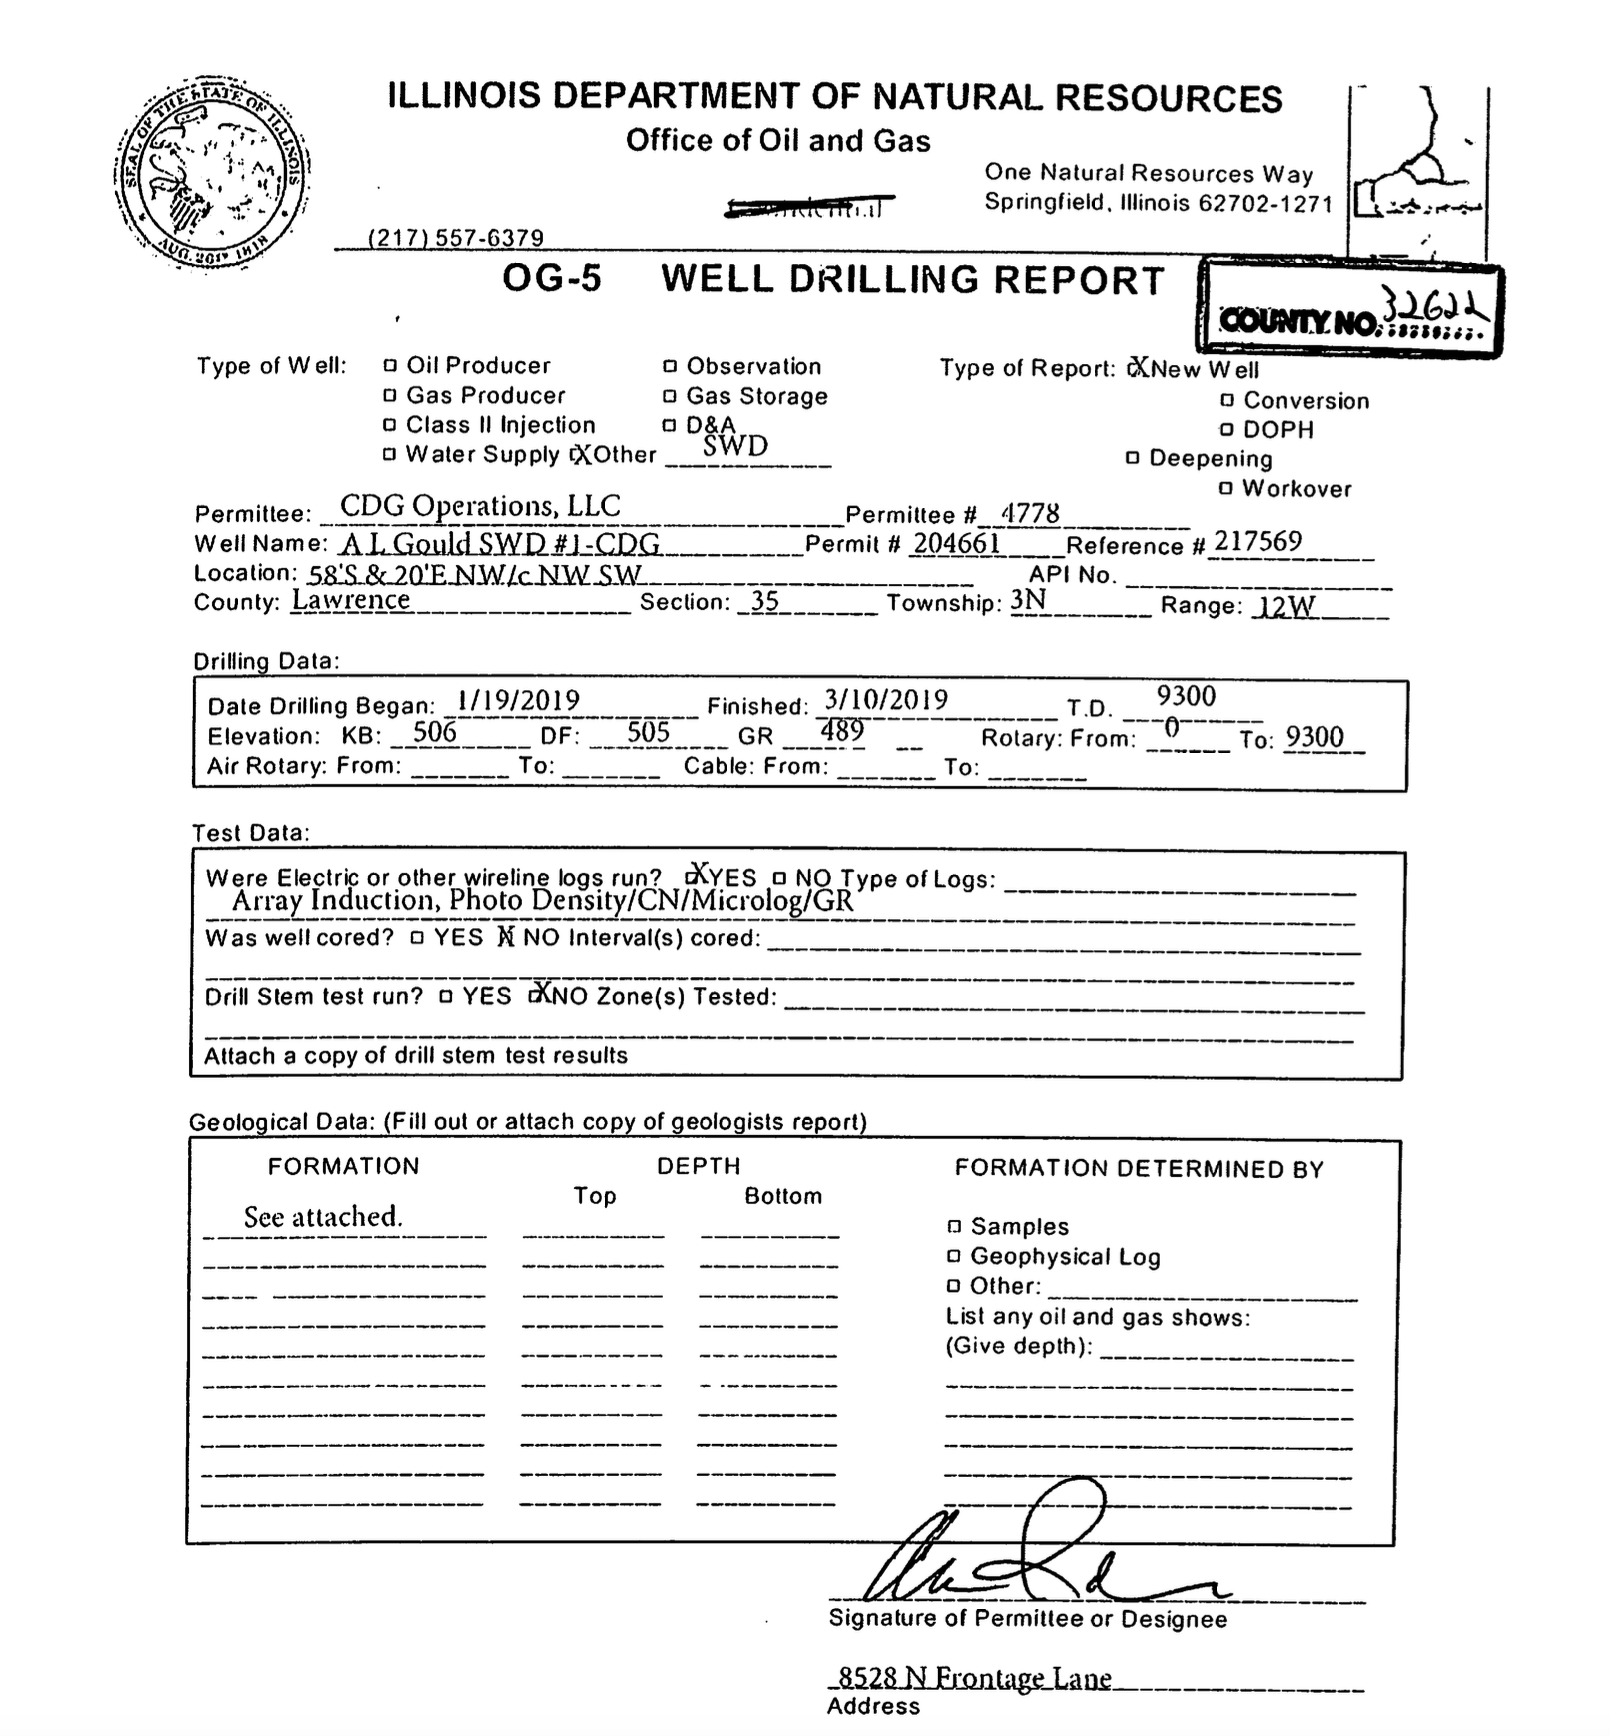 SEAL OF THE STATE OF ILLINOIS
AUG. 26TH 1818
ILLINOIS DEPARTMENT OF NATURAL RESOURCES
Office of Oil and Gas
One Natural Resources Way
Springfield, Illinois 62702-1271
(217) 557-6379
OG-5 WELL DRILLING REPORT
COUNTY NO. 32622
Type of Well: □ Oil Producer □ Observation Type of Report: X New Well
□ Gas Producer □ Gas Storage □ Conversion
□ Class II Injection □ D&A □ DOPH
□ Water Supply X Other SWD □ Deepening
□ Workover
Permittee: CDG Operations, LLC Permittee # 4778
Well Name: A L Gould SWD #1-CDG Permit # 204661 Reference # 217569
Location: 58'S & 20'E NW/c NW SW API No.
County: Lawrence Section: 35 Township: 3N Range: 12W
Drilling Data:
Date Drilling Began: 1/19/2019 Finished: 3/10/2019 T.D. 9300
Elevation: KB: 506 DF: 505 GR 489 Rotary: From: 0 To: 9300
Air Rotary: From: To: Cable: From: To:
Test Data:
Were Electric or other wireline logs run? X YES □ NO Type of Logs:
Array Induction, Photo Density/CN/Microlog/GR
Was well cored? □ YES X NO Interval(s) cored:
Drill Stem test run? □ YES X NO Zone(s) Tested:
Attach a copy of drill stem test results
Geological Data: (Fill out or attach copy of geologists report)
FORMATION DEPTH FORMATION DETERMINED BY
Top Bottom
See attached.
□ Samples
□ Geophysical Log
□ Other:
List any oil and gas shows:
(Give depth):
Signature of Permittee or Designee
8528 N Frontage Lane
Address